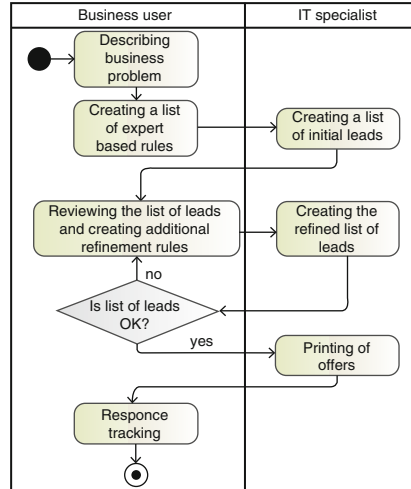 Business user
IT specialist
Describing
business
problem
Creating a list
of expert
based rules
Creating a list
of initial leads
Reviewing the list of leads
and creating additional
refinement rules
Creating the
refined list of
leads
no
Is list of leads
OK?
yes
Printing of
offers
Responce
tracking